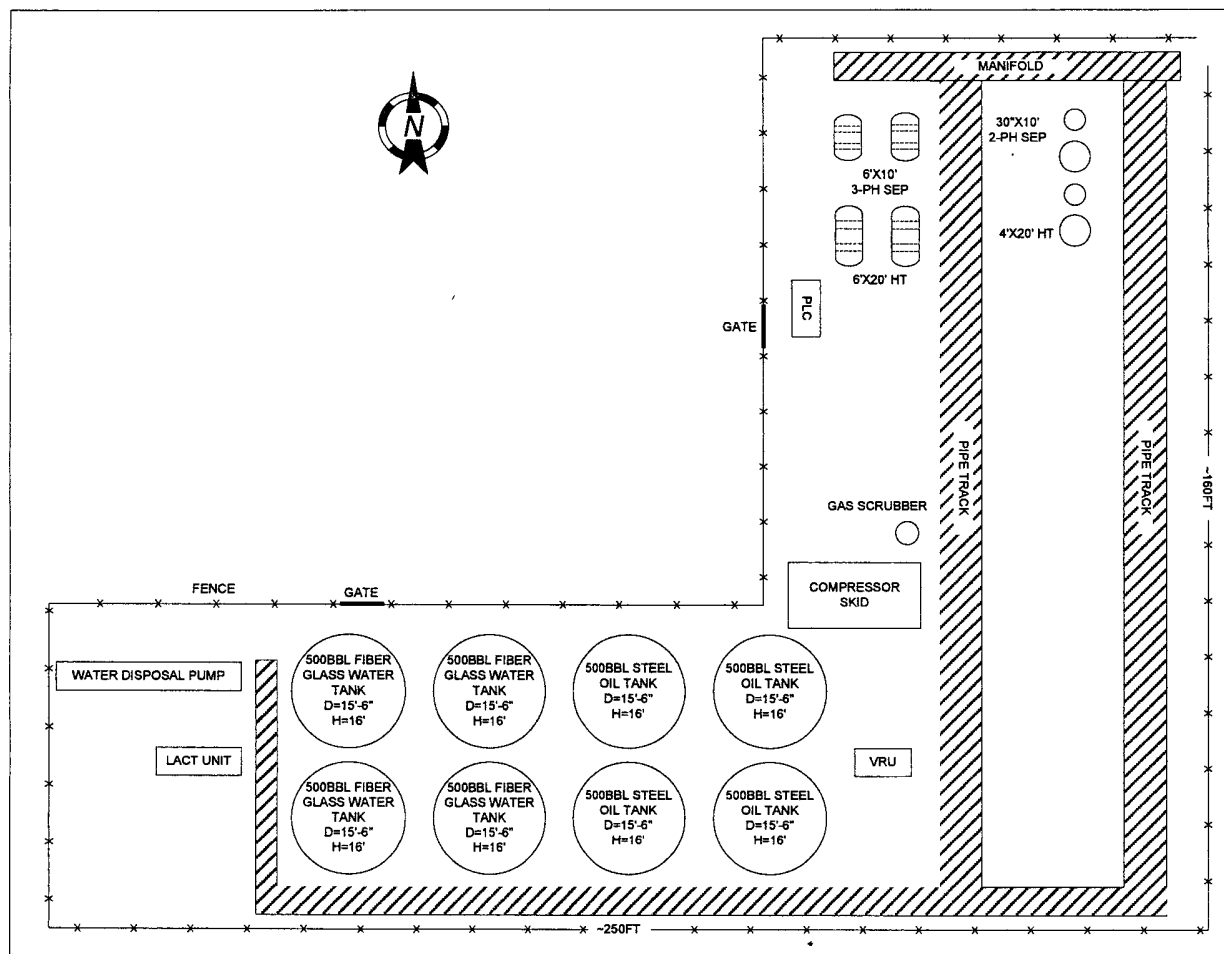 MANIFOLD
N
30"X10'
2-PH SEP
6'X10'
3-PH SEP
4'X20' HT
6'X20' HT
PLC
GATE
PIPE TRACK
PIPE TRACK
~160FT
GAS SCRUBBER
COMPRESSOR
SKID
FENCE
GATE
WATER DISPOSAL PUMP
500BBL FIBER
GLASS WATER
TANK
D=15'-6"
H=16'
500BBL FIBER
GLASS WATER
TANK
D=15'-6"
H=16'
500BBL STEEL
OIL TANK
D=15'-6"
H=16'
500BBL STEEL
OIL TANK
D=15'-6"
H=16'
LACT UNIT
VRU
500BBL FIBER
GLASS WATER
TANK
D=15'-6"
H=16'
500BBL FIBER
GLASS WATER
TANK
D=15'-6"
H=16'
500BBL STEEL
OIL TANK
D=15'-6"
H=16'
500BBL STEEL
OIL TANK
D=15'-6"
H=16'
~250FT